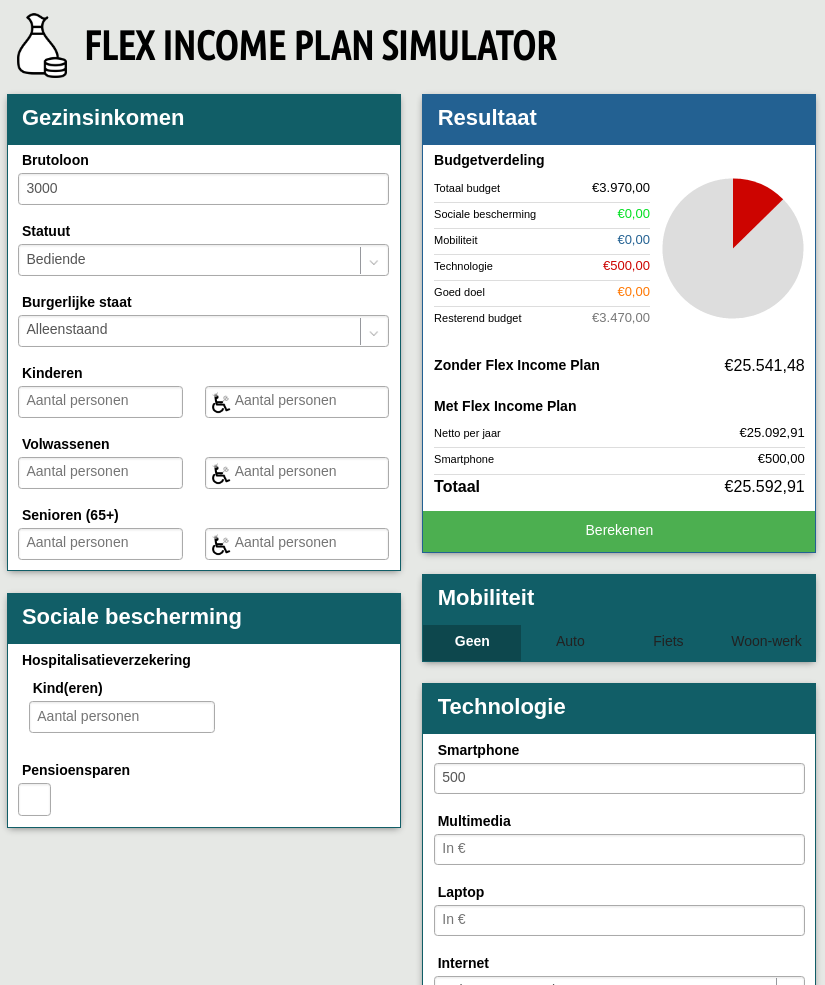 FLEX INCOME PLAN SIMULATOR
Gezinsinkomen
Brutoloon
3000
Statuut
Bediende
Burgerlijke staat
Alleenstaand
Kinderen
Aantal personen Aantal personen
Volwassenen
Aantal personen Aantal personen
Senioren (65+)
Aantal personen Aantal personen
Sociale bescherming
Hospitalisatieverzekering
Kind(eren)
Aantal personen
Pensioensparen
Resultaat
Budgetverdeling
Totaal budget €3.970,00
Sociale bescherming €0,00
Mobiliteit €0,00
Technologie €500,00
Goed doel €0,00
Resterend budget €3.470,00
Zonder Flex Income Plan €25.541,48
Met Flex Income Plan
Netto per jaar €25.092,91
Smartphone €500,00
Totaal €25.592,91
Berekenen
Mobiliteit
Geen Auto Fiets Woon-werk
Technologie
Smartphone
500
Multimedia
In €
Laptop
In €
Internet